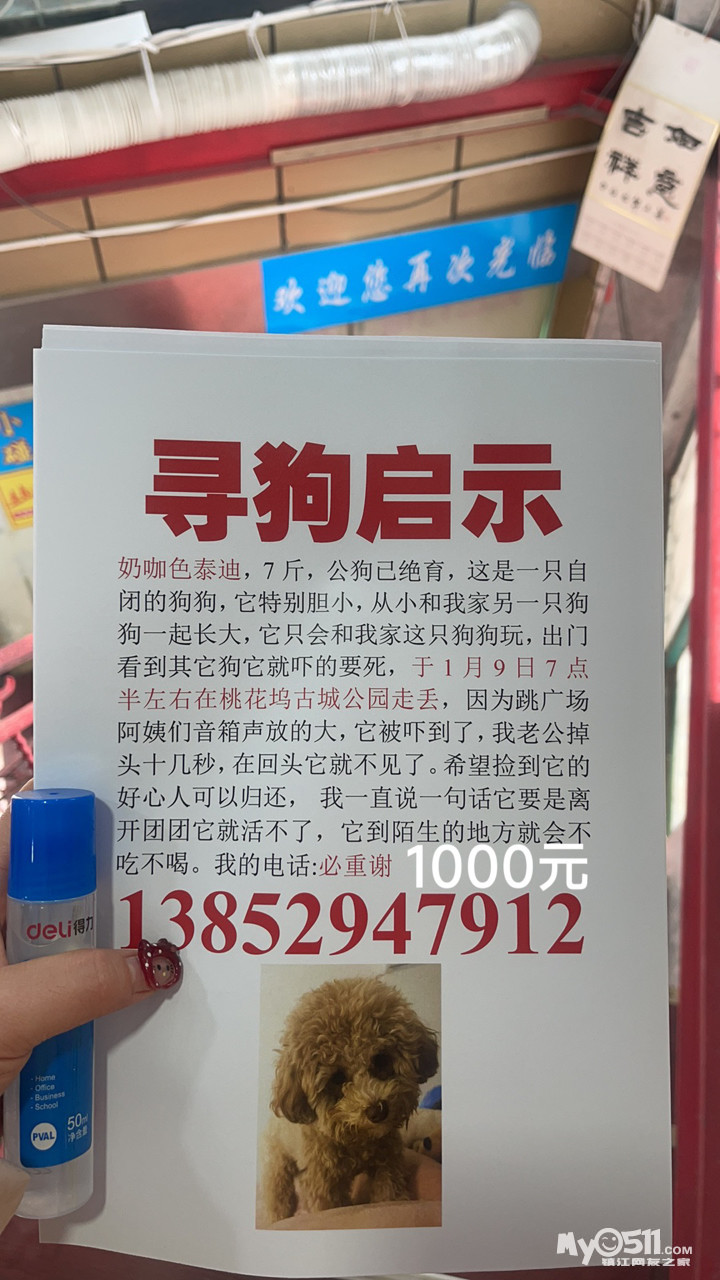 吉祥
如意
欢迎您再次光临
小
寻狗启示
奶咖色泰迪，7斤，公狗已绝育，这是一只自
闭的狗狗，它特别胆小，从小和我家另一只狗
狗一起长大，它只会和我家这只狗狗玩，出门
看到其它狗它就吓的要死，于1月9日7点
半左右在桃花坞古城公园走丢，因为跳广场
阿姨们音箱声放的大，它被吓到了，我老公掉
头十几秒，在回头它就不见了。希望捡到它的
好心人可以归还， 我一直说一句话它要是离
开团团它就活不了，它到陌生的地方就会不
吃不喝。我的电话:必重谢 1000元
13852947912
deli得力
· Home
· Office
· Business
· School
PVAL
50ml
净含量
My0511.COM
镇江网友之家